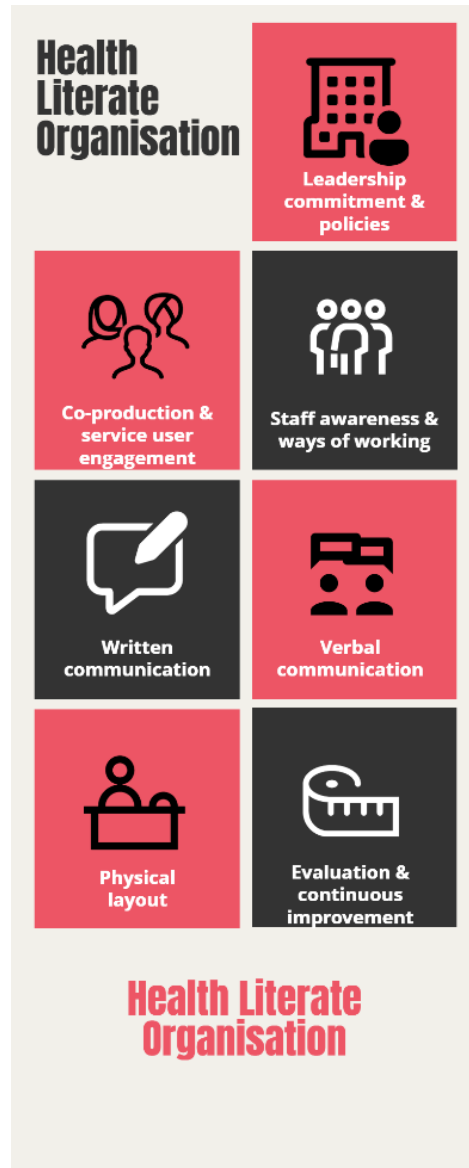 Health
Literate
Organisation
Leadership
commitment &
policies
Co-production &
service user
engagement
Staff awareness &
ways of working
Written
communication
Verbal
communication
Physical
layout
Evaluation &
continuous
improvement
Health Literate
Organisation